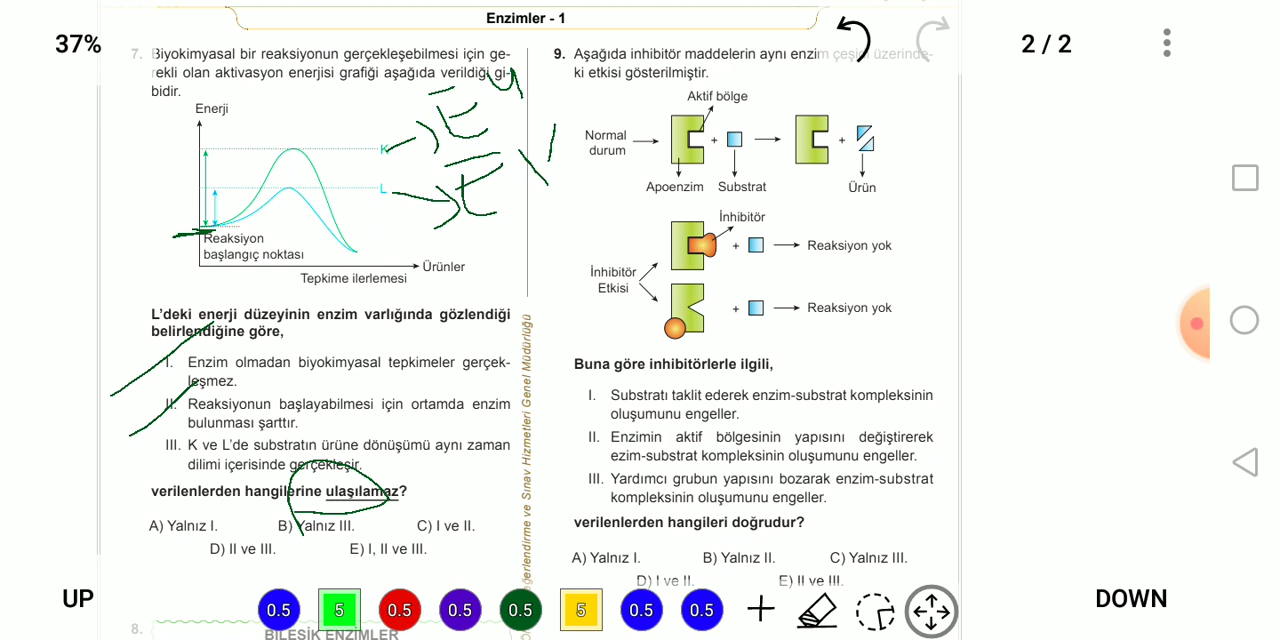 Enzimler - 1
37%
2 / 2
7. Biyokimyasal bir reaksiyonun gerçekleşebilmesi için ge-
rekli olan aktivasyon enerjisi grafiği aşağıda verildiği gi-
bidir.
Enerji
K
L
Reaksiyon
başlangıç noktası
Ürünler
Tepkime ilerlemesi
L'deki enerji düzeyinin enzim varlığında gözlendiği
belirlendiğine göre,
I. Enzim olmadan biyokimyasal tepkimeler gerçek-
leşmez.
II. Reaksiyonun başlayabilmesi için ortamda enzim
bulunması şarttır.
III. K ve L'de substratın ürüne dönüşümü aynı zaman
dilimi içerisinde gerçekleşir.
verilenlerden hangilerine ulaşılamaz?
A) Yalnız I. B) Yalnız III. C) I ve II.
D) II ve III. E) I, II ve III.
8.
BİLEŞİK ENZİMLER
ğerlendirme ve Sınav Hizmetleri Genel Müdürlüğü
9. Aşağıda inhibitör maddelerin aynı enzim çeşidi üzerinde-
ki etkisi gösterilmiştir.
Aktif bölge
Normal
durum
+
+
Apoenzim Substrat Ürün
İnhibitör
+ Reaksiyon yok
İnhibitör
Etkisi
+ Reaksiyon yok
Buna göre inhibitörlerle ilgili,
I. Substratı taklit ederek enzim-substrat kompleksinin
oluşumunu engeller.
II. Enzimin aktif bölgesinin yapısını değiştirerek
ezim-substrat kompleksinin oluşumunu engeller.
III. Yardımcı grubun yapısını bozarak enzim-substrat
kompleksinin oluşumunu engeller.
verilenlerden hangileri doğrudur?
A) Yalnız I. B) Yalnız II. C) Yalnız III.
D) I ve II. E) II ve III.
UP
0.5 5 0.5 0.5 0.5 5 0.5 0.5
DOWN